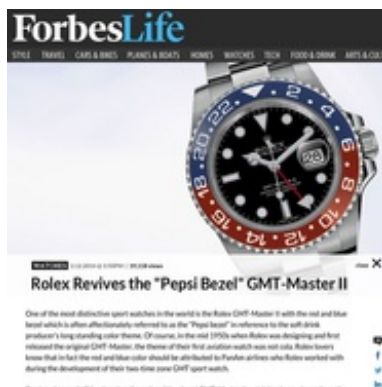 ForbesLife
STYLE TRAVEL CARS & BIKES PLANES & BOATS HOMES WATCHES TECH FOOD & DRINK ARTS & CU
2 4 6 8 10 12 14 16 18 20 22
ROLEX
28
WATCHES
views
Rolex Revives the "Pepsi Bezel" GMT-Master II
One of the most distinctive sport watches in the world is the Rolex GMT-Master II with the red and blue
bezel which is often affectionately referred to as the "Pepsi bezel" in reference to the soft drink
producer's long standing color theme. Of course, in the mid 1950s when Rolex was designing and first
released the original GMT-Master, the theme of their first aviation watch was not cola. Rolex lovers
know that in fact the red and blue color should be attributed to PanAm airlines who Rolex worked with
during the development of their two time zone GMT sport watch.